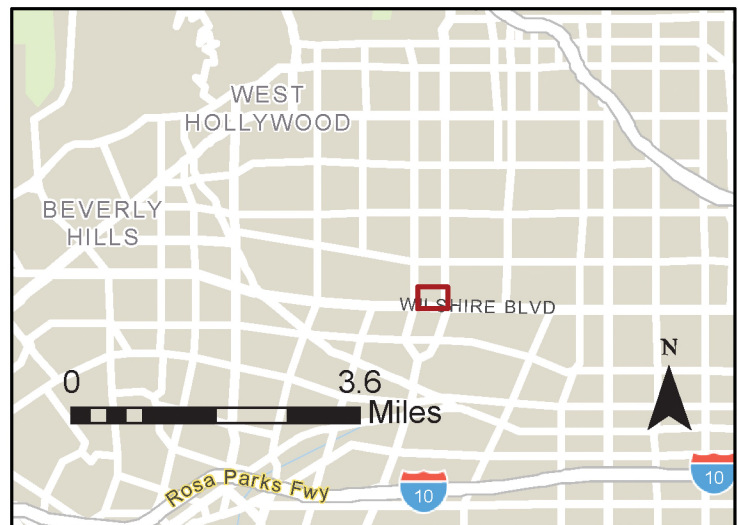 WEST
HOLLYWOOD
BEVERLY
HILLS
WILSHIRE BLVD
N
0 3.6
Miles
10
Rosa Parks Fwy
10